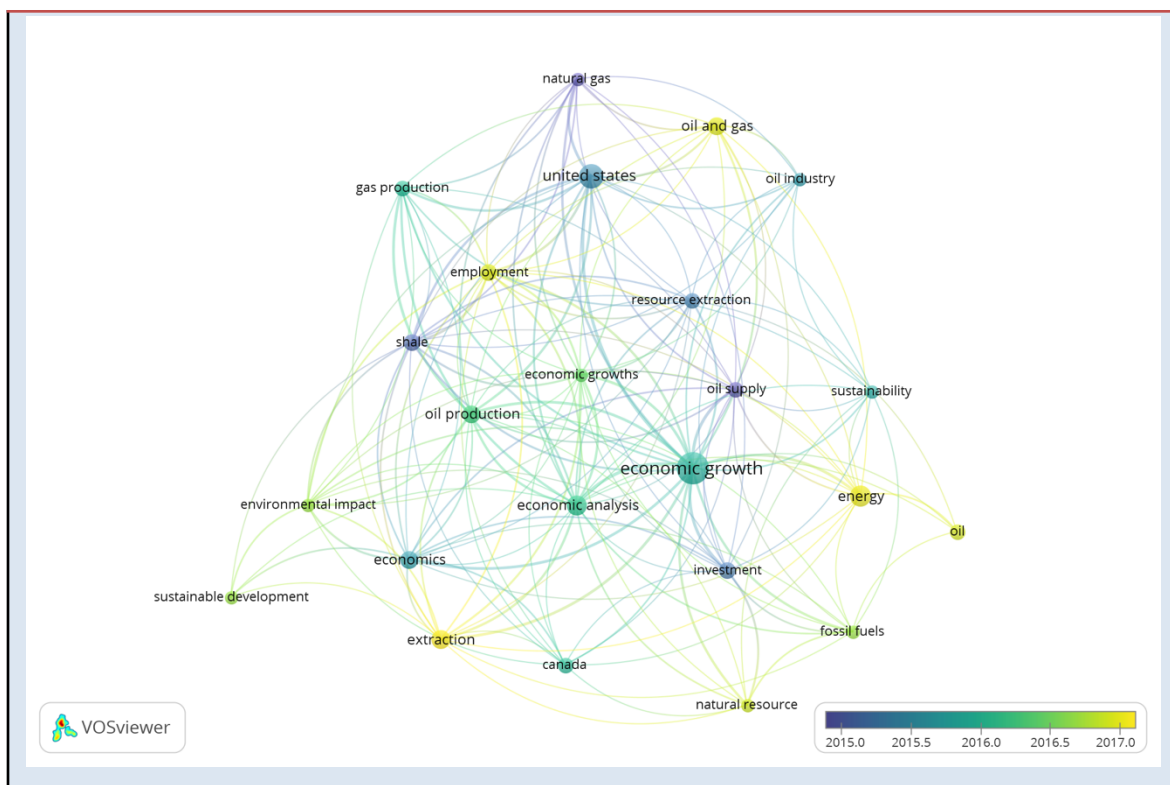 natural gas
oil and gas
united states
oil industry
gas production
employment
resource extraction
shale
economic growths
oil supply
sustainability
oil production
economic growth
energy
environmental impact
economic analysis
oil
economics
investment
sustainable development
fossil fuels
extraction
canada
natural resource
VOSviewer
2015.0 2015.5 2016.0 2016.5 2017.0